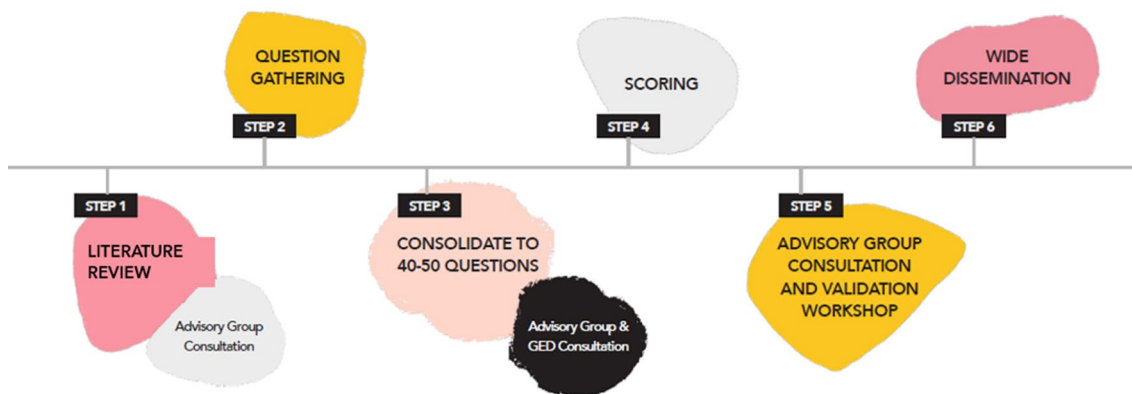 STEP 1
LITERATURE
REVIEW
Advisory Group
Consultation
QUESTION
GATHERING
STEP 2
STEP 3
CONSOLIDATE TO
40-50 QUESTIONS
Advisory Group &
GED Consultation
SCORING
STEP 4
STEP 5
ADVISORY GROUP
CONSULTATION
AND VALIDATION
WORKSHOP
WIDE
DISSEMINATION
STEP 6